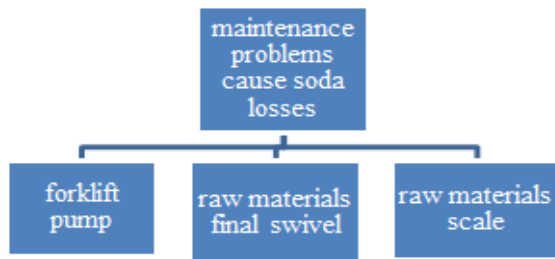 maintenance
problems
cause soda
losses
forklift
pump
raw materials
final swivel
raw materials
scale